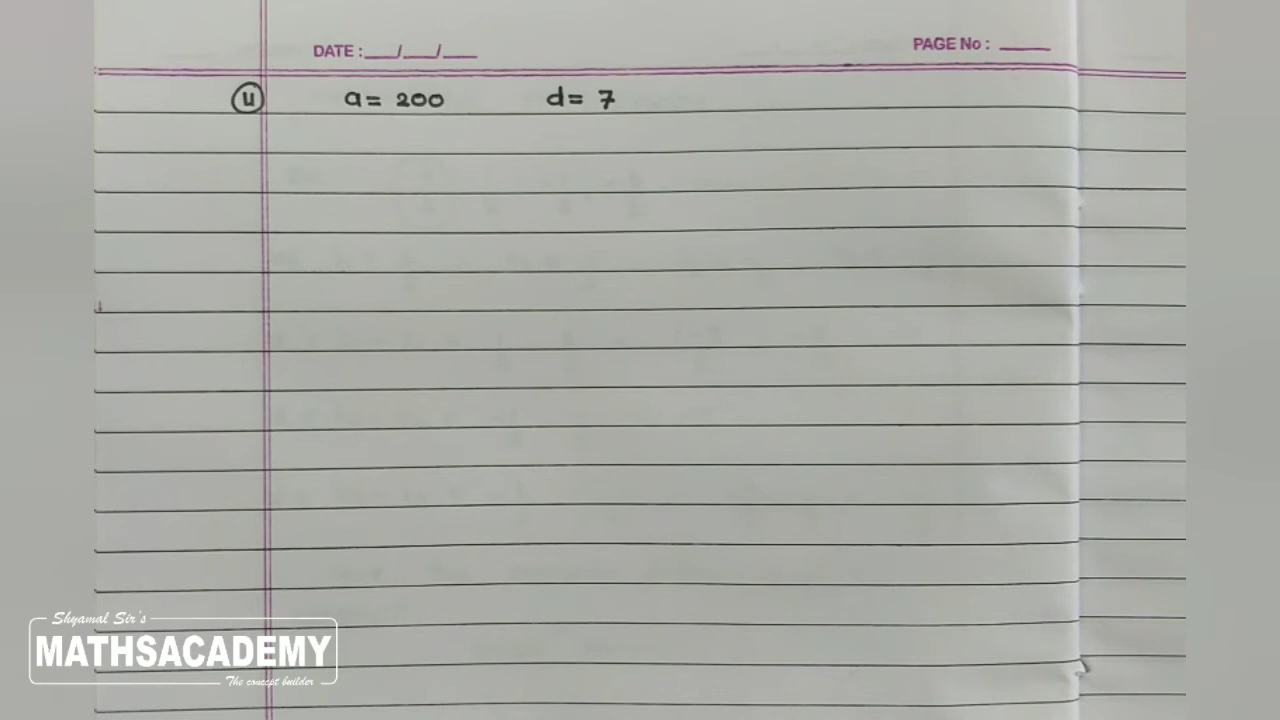 DATE : ___/___/___ PAGE No : _____
a = 200 d = 7
Shyamal Sir's
MATHSACADEMY
The concept builder